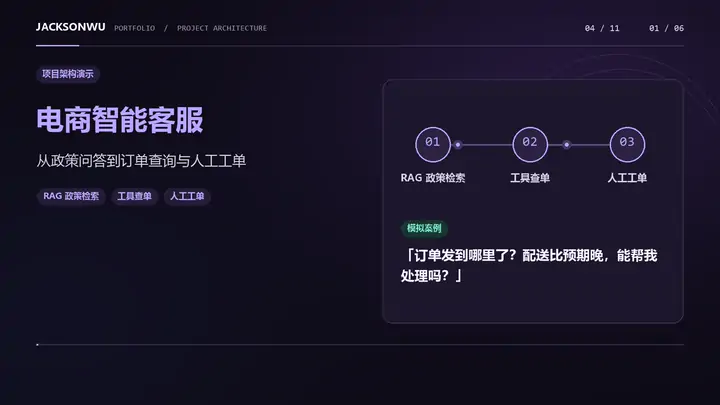 JACKSONWU PORTFOLIO / PROJECT ARCHITECTURE
04 / 11 01 / 06
项目架构演示
电商智能客服
从政策问答到订单查询与人工工单
RAG 政策检索 工具查单 人工工单
01 02 03
RAG 政策检索 工具查单 人工工单
模拟案例
「订单发到哪里了？配送比预期晚，能帮我
处理吗？」